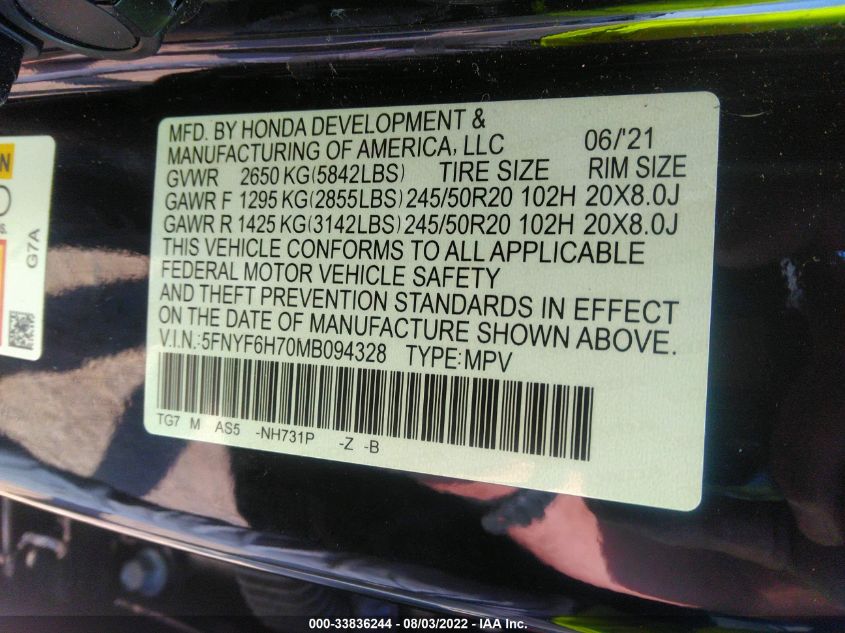 MFD. BY HONDA DEVELOPMENT &
MANUFACTURING OF AMERICA, LLC 06/'21
GVWR 2650 KG(5842LBS) TIRE SIZE RIM SIZE
GAWR F 1295 KG(2855LBS) 245/50R20 102H 20X8.0J
GAWR R 1425 KG(3142LBS) 245/50R20 102H 20X8.0J
THIS VEHICLE CONFORMS TO ALL APPLICABLE
FEDERAL MOTOR VEHICLE SAFETY
AND THEFT PREVENTION STANDARDS IN EFFECT
ON THE DATE OF MANUFACTURE SHOWN ABOVE.
V.I.N.:5FNYF6H70MB094328 TYPE:MPV
TG7 M AS5 -NH731P -Z -B
G7A
000-33836244 - 08/03/2022 - IAA Inc.